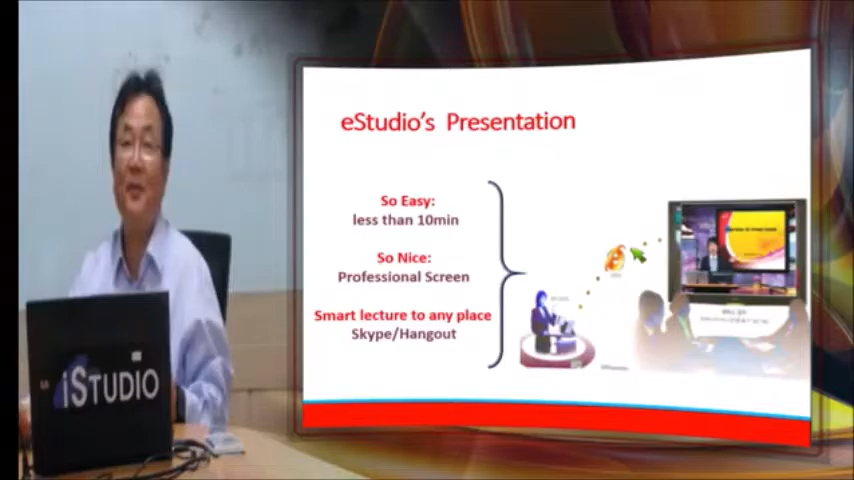 eStudio's Presentation
So Easy:
less than 10min
So Nice:
Professional Screen
Smart lecture to any place
Skype/Hangout
iSTUDIO